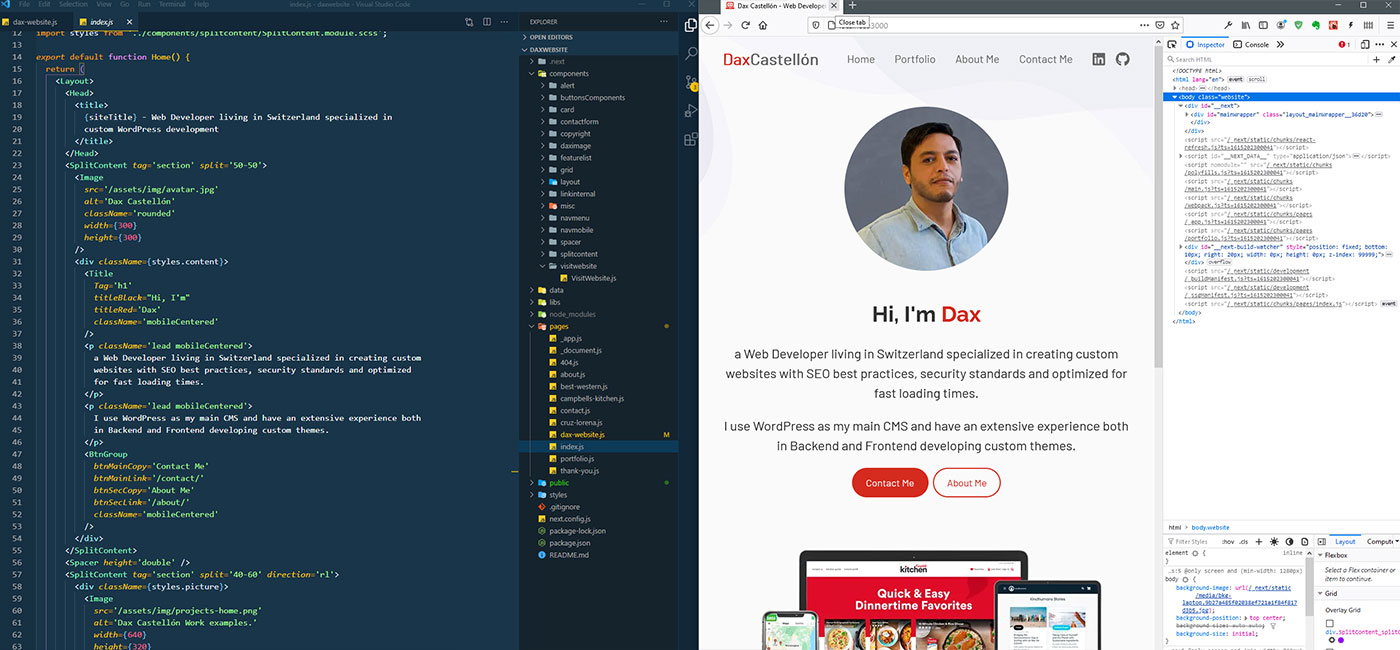 File Edit Selection View Go Run Terminal Help
index.js - daxwebsite - Visual Studio Code
dax-website.js
index.js
12 import styles from '../components/splitcontent/SplitContent.module.scss';
13
14 export default function Home() {
15 return (
16 <Layout>
17 <Head>
18 <title>
19 {siteTitle} - Web Developer living in Switzerland specialized in
20 custom WordPress development
21 </title>
22 </Head>
23 <SplitContent tag='section' split='50-50'>
24 <Image
25 src='/assets/img/avatar.jpg'
26 alt='Dax Castellón'
27 className='rounded'
28 width={300}
29 height={300}
30 />
31 <div className={styles.content}>
32 <Title
33 Tag='h1'
34 titleBlack="Hi, I'm"
35 titleRed='Dax'
36 className='mobileCentered'
37 />
38 <p className='lead mobileCentered'>
39 a Web Developer living in Switzerland specialized in creating custom
40 websites with SEO best practices, security standards and optimized
41 for fast loading times.
42 </p>
43 <p className='lead mobileCentered'>
44 I use WordPress as my main CMS and have an extensive experience both
45 in Backend and Frontend developing custom themes.
46 </p>
47 <BtnGroup
48 btnMainCopy='Contact Me'
49 btnMainLink='/contact/'
50 btnSecCopy='About Me'
51 btnSecLink='/about/'
52 className='mobileCentered'
53 />
54 </div>
55 </SplitContent>
56 <Spacer height='double' />
57 <SplitContent tag='section' split='40-60' direction='rl'>
58 <div className={styles.picture}>
59 <Image
60 src='/assets/img/projects-home.png'
61 alt='Dax Castellón Work examples.'
62 width={640}
63 height={320}
EXPLORER
OPEN EDITORS
DAXWEBSITE
.next
components
alert
buttonsComponents
card
contactform
copyright
daximage
featurelist
grid
layout
linkinternal
misc
navmenu
navmobile
spacer
splitcontent
visitwebsite
VisitWebsite.js
data
libs
node_modules
pages
_app.js
_document.js
404.js
about.js
best-western.js
campbells-kitchen.js
contact.js
cruz-lorena.js
dax-website.js M
index.js
portfolio.js
thank-you.js
public
styles
.gitignore
next.config.js
package-lock.json
package.json
README.md
Dax Castellón - Web Developer
Close tab
:3000
DaxCastellón
Home Portfolio About Me Contact Me
Hi, I'm Dax
a Web Developer living in Switzerland specialized in creating custom
websites with SEO best practices, security standards and optimized for
fast loading times.
I use WordPress as my main CMS and have an extensive experience both
in Backend and Frontend developing custom themes.
Contact Me About Me
kitchen
Quick & Easy
Dinnertime Favorites
Inspector Console 1
Search HTML
<!DOCTYPE html>
<html lang="en"> event scroll
<head> </head>
<body class="website">
<div id="__next">
<div id="mainwrapper" class="layout_mainwrapper__36d20">
</div>
</div>
<script src="/_next/static/chunks/react-
refresh.js?ts=1615202300041"></script>
<script id="__NEXT_DATA__" type="application/json"> </script>
<script nomodule="" src="/_next/static/chunks
/polyfills.js?ts=1615202300041"></script>
<script src="/_next/static/chunks
/main.js?ts=1615202300041"></script>
<script src="/_next/static/chunks
/webpack.js?ts=1615202300041"></script>
<script src="/_next/static/chunks/pages
/_app.js?ts=1615202300041"></script>
<script src="/_next/static/chunks/pages
/portfolio.js?ts=1615202300041"></script>
<div id="__next-build-watcher" style="position: fixed; bottom:
10px; right: 20px; width: 0px; height: 0px; z-index: 99999;">
</div> overflow
<script src="/_next/static/development
/_buildManifest.js?ts=1615202300041"></script>
<script src="/_next/static/development
/_ssgManifest.js?ts=1615202300041"></script>
<script src="/_next/static/chunks/pages/index.js"></script> event
</body>
</html>
html body.website
Filter Styles :hov .cls
Layout Compute
element { inline
}
@media only screen and (min-width: 1280px)
body {
background-image: url(/_next/static
background-position: top center;
background-size: auto auto;
background-size: initial;
}
Flexbox
Select a Flex container or
item to continue.
Grid
Overlay Grid